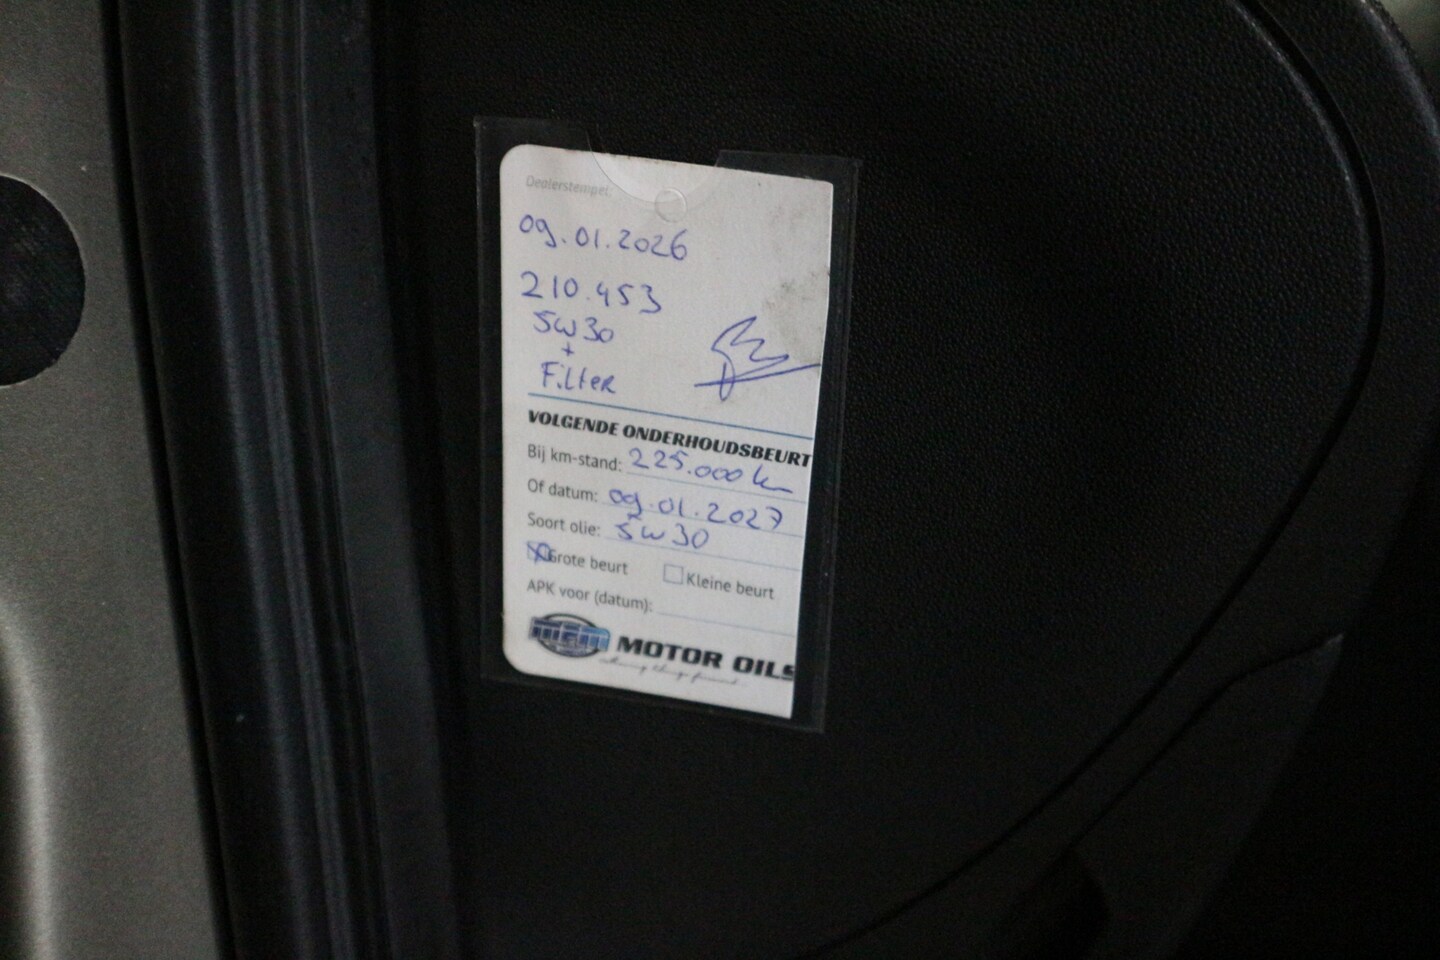 Dealerstempel:
09.01.2026
210.453
5W30
+
Filter
VOLGENDE ONDERHOUDSBEURT
Bij km-stand: 225.000 km
Of datum: 09.01.2027
Soort olie: 5W30
Grote beurt Kleine beurt
APK voor (datum):
MPM MOTOR OILS